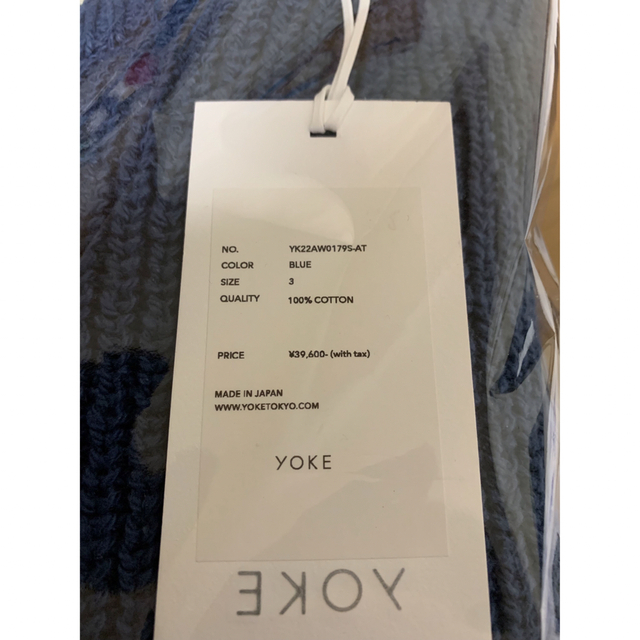 NO. YK22AW0179S-AT
COLOR BLUE
SIZE 3
QUALITY 100% COTTON
PRICE ¥39,600- (with tax)
MADE IN JAPAN
WWW.YOKETOKYO.COM
YOKE
YOKE